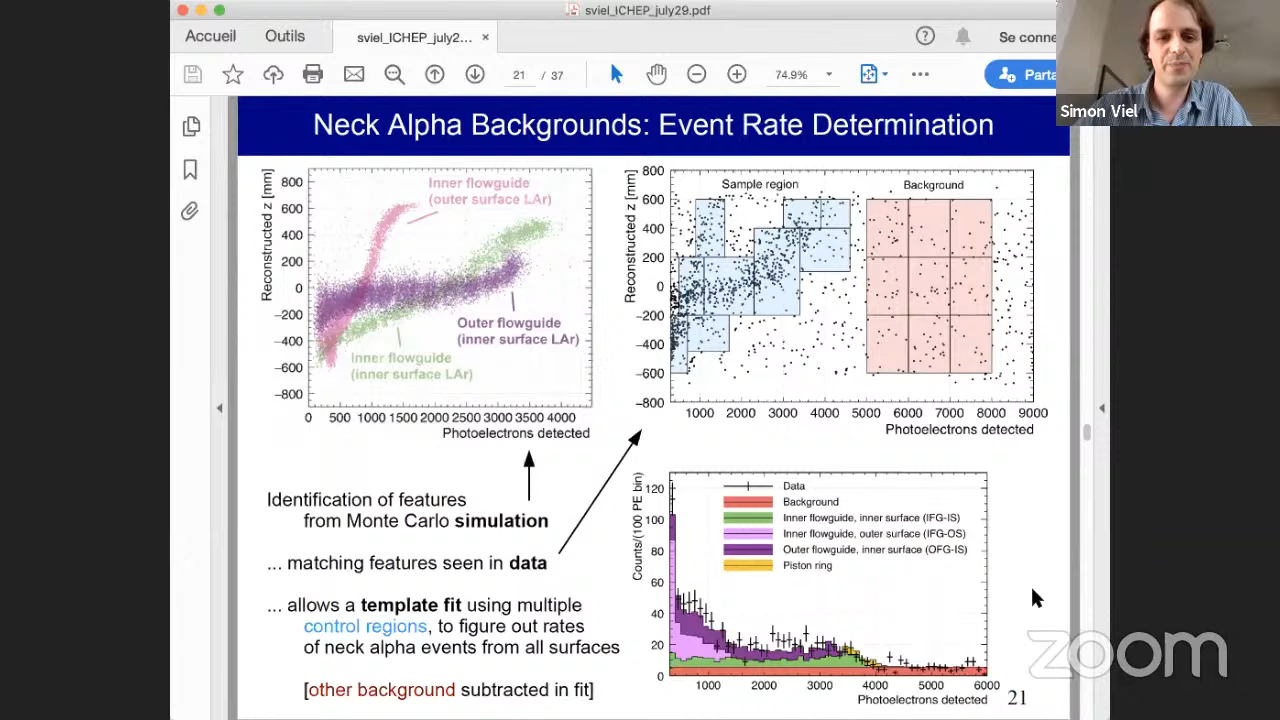 sviel_ICHEP_july29.pdf
Accueil
Outils
sviel_ICHEP_july2... ×
Se conne
21 / 37
74.9%
Parta
Simon Viel
Neck Alpha Backgrounds: Event Rate Determination
Reconstructed z [mm]
800
600
400
200
0
−200
−400
−600
−800
Inner flowguide
(outer surface LAr)
Outer flowguide
(inner surface LAr)
Inner flowguide
(inner surface LAr)
0 500 1000 1500 2000 2500 3000 3500 4000
Photoelectrons detected
Reconstructed z [mm]
800
600
400
200
0
−200
−400
−600
−800
Sample region
Background
1000 2000 3000 4000 5000 6000 7000 8000 9000
Photoelectrons detected
Identification of features
from Monte Carlo simulation
... matching features seen in data
... allows a template fit using multiple
control regions, to figure out rates
of neck alpha events from all surfaces
[other background subtracted in fit]
Counts/(100 PE bin)
120
100
80
60
40
20
0
Data
Background
Inner flowguide, inner surface (IFG-IS)
Inner flowguide, outer surface (IFG-OS)
Outer flowguide, inner surface (OFG-IS)
Piston ring
1000 2000 3000 4000 5000 6000
Photoelectrons detected
21
zoom